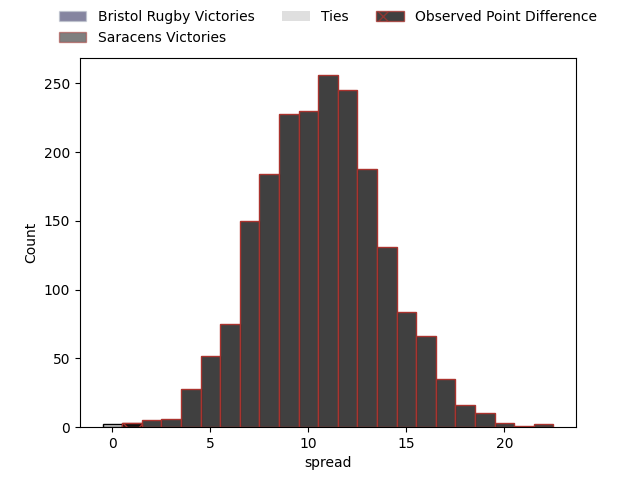 Bristol Rugby Victories
Saracens Victories
Ties
Observed Point Difference
250
200
150
100
50
0
Count
0 5 10 15 20
spread